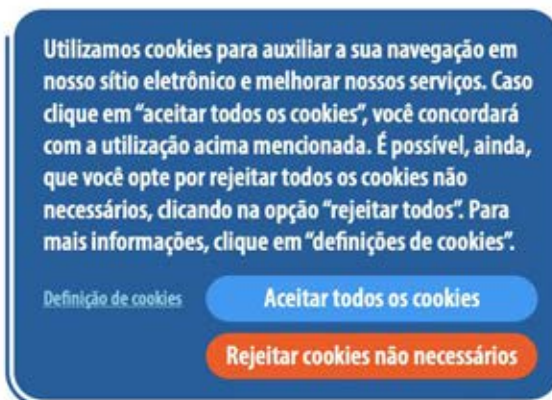 Utilizamos cookies para auxiliar a sua navegação em
nosso sítio eletrônico e melhorar nossos serviços. Caso
clique em “aceitar todos os cookies”, você concordará
com a utilização acima mencionada. É possível, ainda,
que você opte por rejeitar todos os cookies não
necessários, clicando na opção “rejeitar todos”. Para
mais informações, clique em “definições de cookies”.
Definição de cookies
Aceitar todos os cookies
Rejeitar cookies não necessários